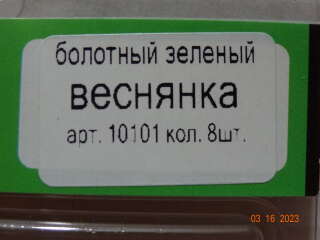 болотный зеленый
веснянка
арт. 10101 кол. 8шт.
03 16 2023